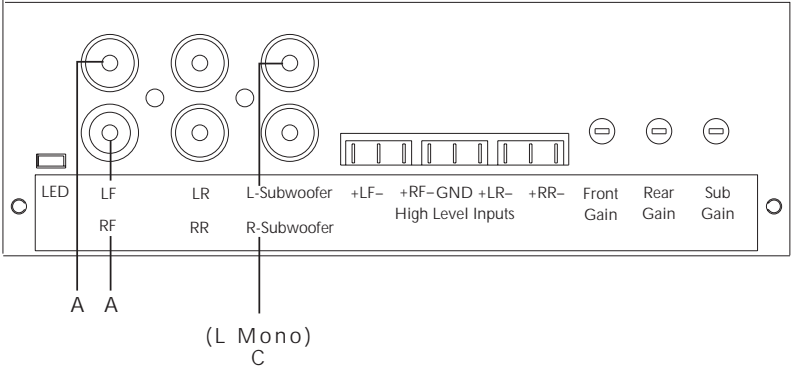 LED LF LR L-Subwoofer +LF– +RF–GND +LR– +RR– Front Rear Sub
High Level Inputs Gain Gain Gain
RF RR R-Subwoofer
A A
(L Mono)
C